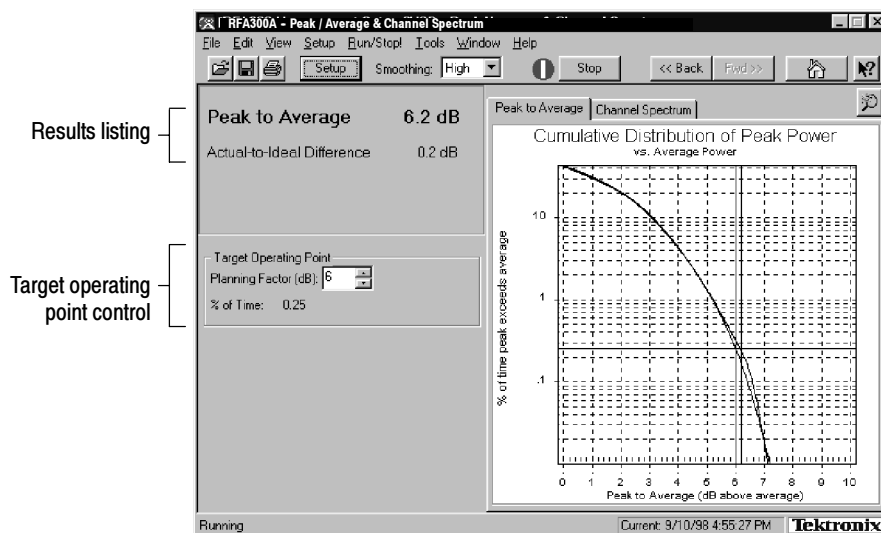 RFA300A - Peak / Average & Channel Spectrum
File Edit View Setup Run/Stop! Tools Window Help
Setup Smoothing: High Stop << Back Fwd >>
Results listing
Peak to Average 6.2 dB
Actual-to-Ideal Difference 0.2 dB
Target operating
point control
Target Operating Point
Planning Factor (dB): 6
% of Time: 0.25
Peak to Average Channel Spectrum
Cumulative Distribution of Peak Power
vs. Average Power
% of time peak exceeds average
10
1
.1
0 1 2 3 4 5 6 7 8 9 10
Peak to Average (dB above average)
Running Current: 9/10/98 4:55:27 PM Tektronix